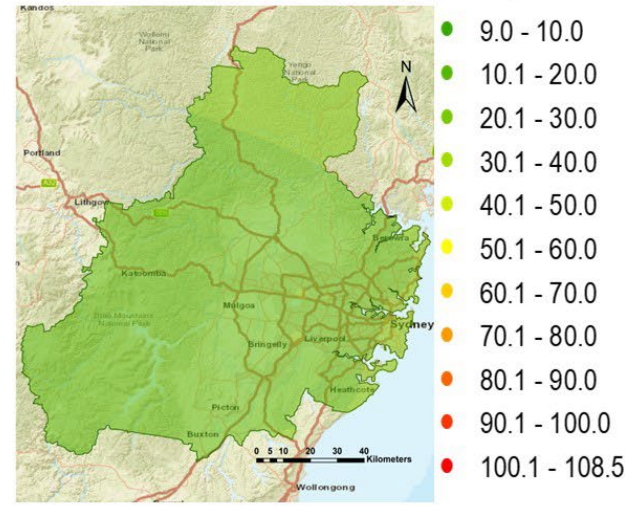 Kandos
Wollemi
National
Park
Yengo
National
Park
N
Portland
Lithgow
Berowra
Katoomba
Mulgoa
Blue Mountains
National Park
Sydney
Bringelly
Liverpool
Heathcote
Picton
Buxton
0 5 10 20 30 40
Kilometers
Wollongong
9.0 - 10.0
10.1 - 20.0
20.1 - 30.0
30.1 - 40.0
40.1 - 50.0
50.1 - 60.0
60.1 - 70.0
70.1 - 80.0
80.1 - 90.0
90.1 - 100.0
100.1 - 108.5